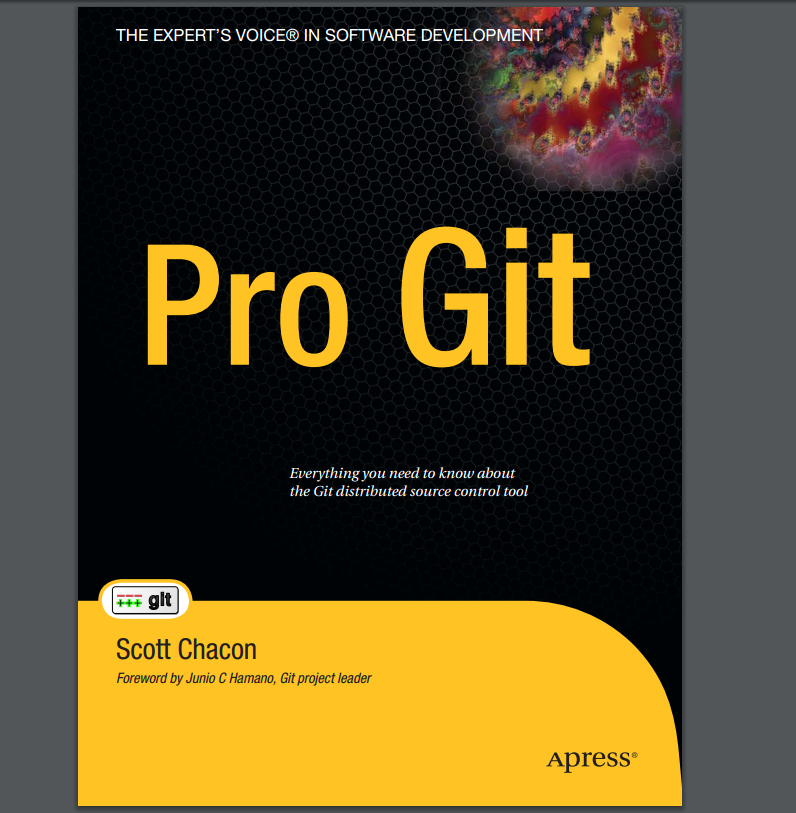 THE EXPERT’S VOICE® IN SOFTWARE DEVELOPMENT
Pro Git
Everything you need to know about
the Git distributed source control tool
--- 
+++ git
Scott Chacon
Foreword by Junio C Hamano, Git project leader
Apress®